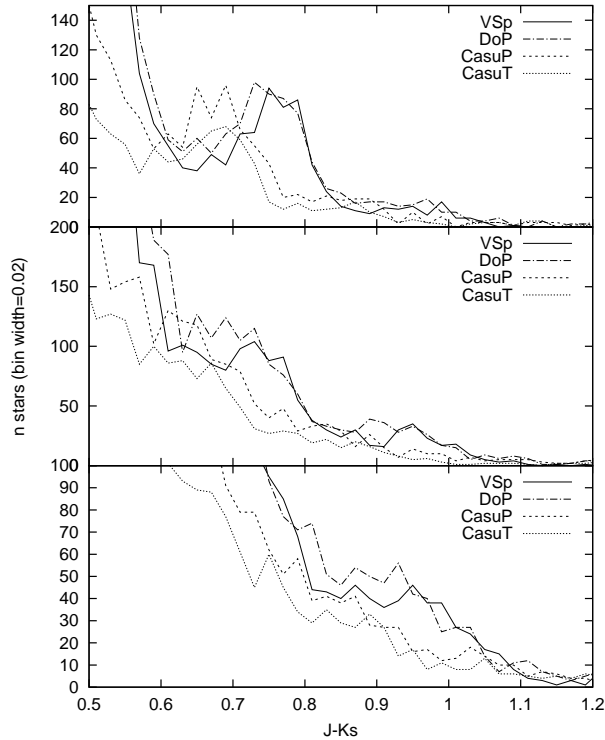 140
120
100
80
60
40
20
VSp
DoP
CasuP
CasuT
200
150
100
50
VSp
DoP
CasuP
CasuT
n stars (bin width=0.02)
100
90
80
70
60
50
40
30
20
10
0
VSp
DoP
CasuP
CasuT
0.5 0.6 0.7 0.8 0.9 1 1.1 1.2
J-Ks